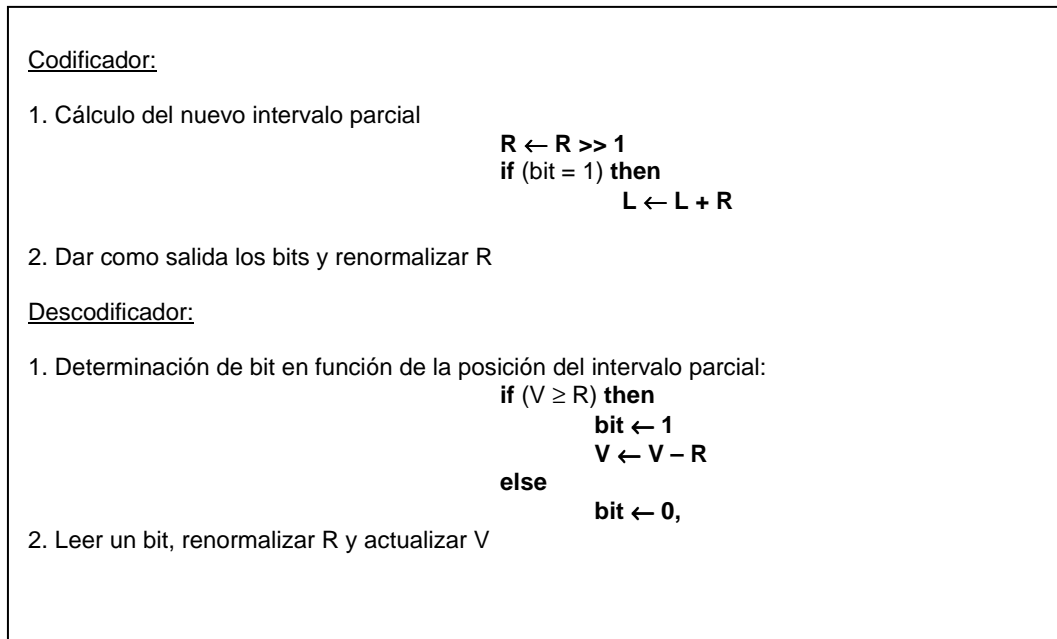 Codificador:
1. Cálculo del nuevo intervalo parcial
R ← R >> 1
if (bit = 1) then
L ← L + R
2. Dar como salida los bits y renormalizar R
Descodificador:
1. Determinación de bit en función de la posición del intervalo parcial:
if (V ≥ R) then
bit ← 1
V ← V – R
else
bit ← 0,
2. Leer un bit, renormalizar R y actualizar V